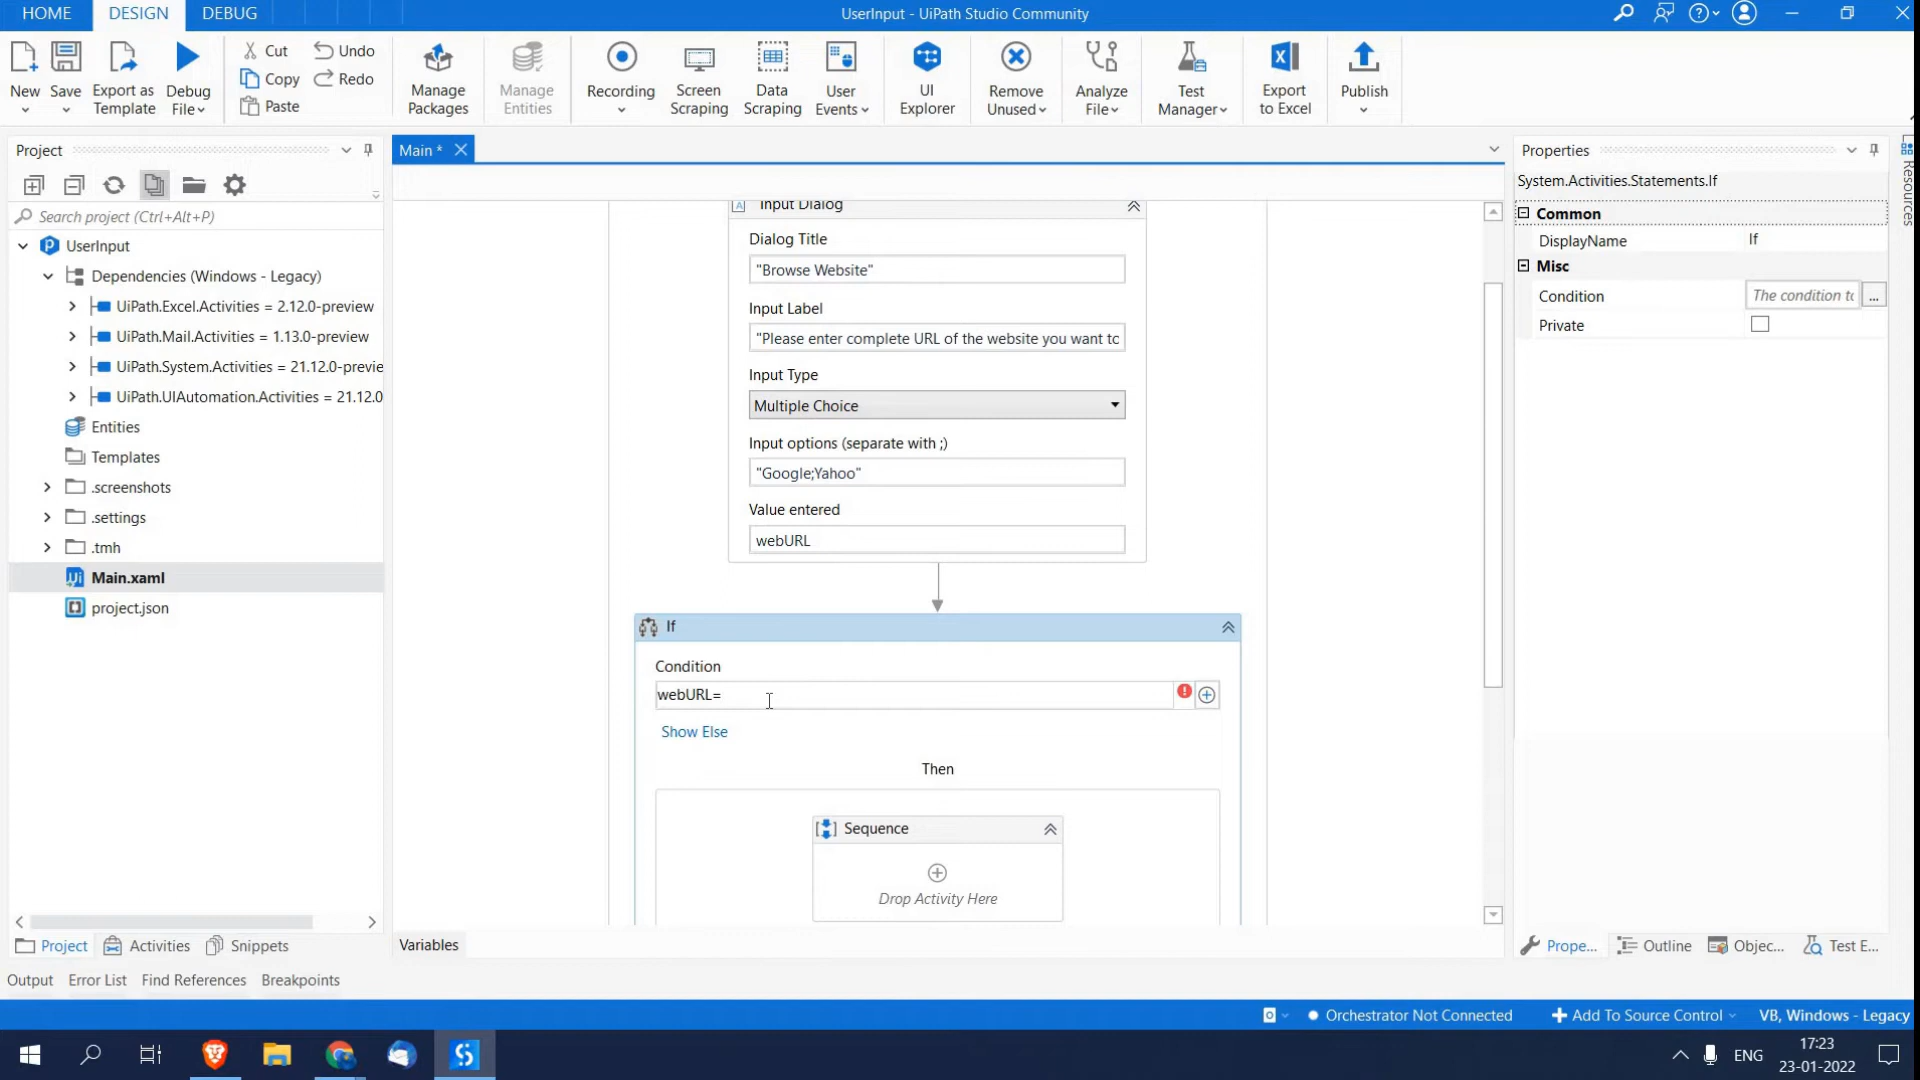 HOME DESIGN DEBUG
UserInput - UiPath Studio Community
New
Save
Export as
Template
Debug
File
Cut
Copy
Paste
Undo
Redo
Manage
Packages
Manage
Entities
Recording
Screen
Scraping
Data
Scraping
User
Events
UI
Explorer
Remove
Unused
Analyze
File
Test
Manager
Export
to Excel
Publish
Project
Search project (Ctrl+Alt+P)
UserInput
Dependencies (Windows - Legacy)
UiPath.Excel.Activities = 2.12.0-preview
UiPath.Mail.Activities = 1.13.0-preview
UiPath.System.Activities = 21.12.0-previe
UiPath.UIAutomation.Activities = 21.12.0
Entities
Templates
.screenshots
.settings
.tmh
Main.xaml
project.json
Main *
Input Dialog
Dialog Title
"Browse Website"
Input Label
"Please enter complete URL of the website you want to
Input Type
Multiple Choice
Input options (separate with ;)
"Google;Yahoo"
Value entered
webURL
If
Condition
webURL=
Show Else
Then
Sequence
Drop Activity Here
Variables
Properties
System.Activities.Statements.If
Common
DisplayName If
Misc
Condition The condition to ...
Private
Resources
Project Activities Snippets
Prope... Outline Objec... Test E...
Output Error List Find References Breakpoints
Orchestrator Not Connected Add To Source Control VB, Windows - Legacy
ENG
17:23
23-01-2022